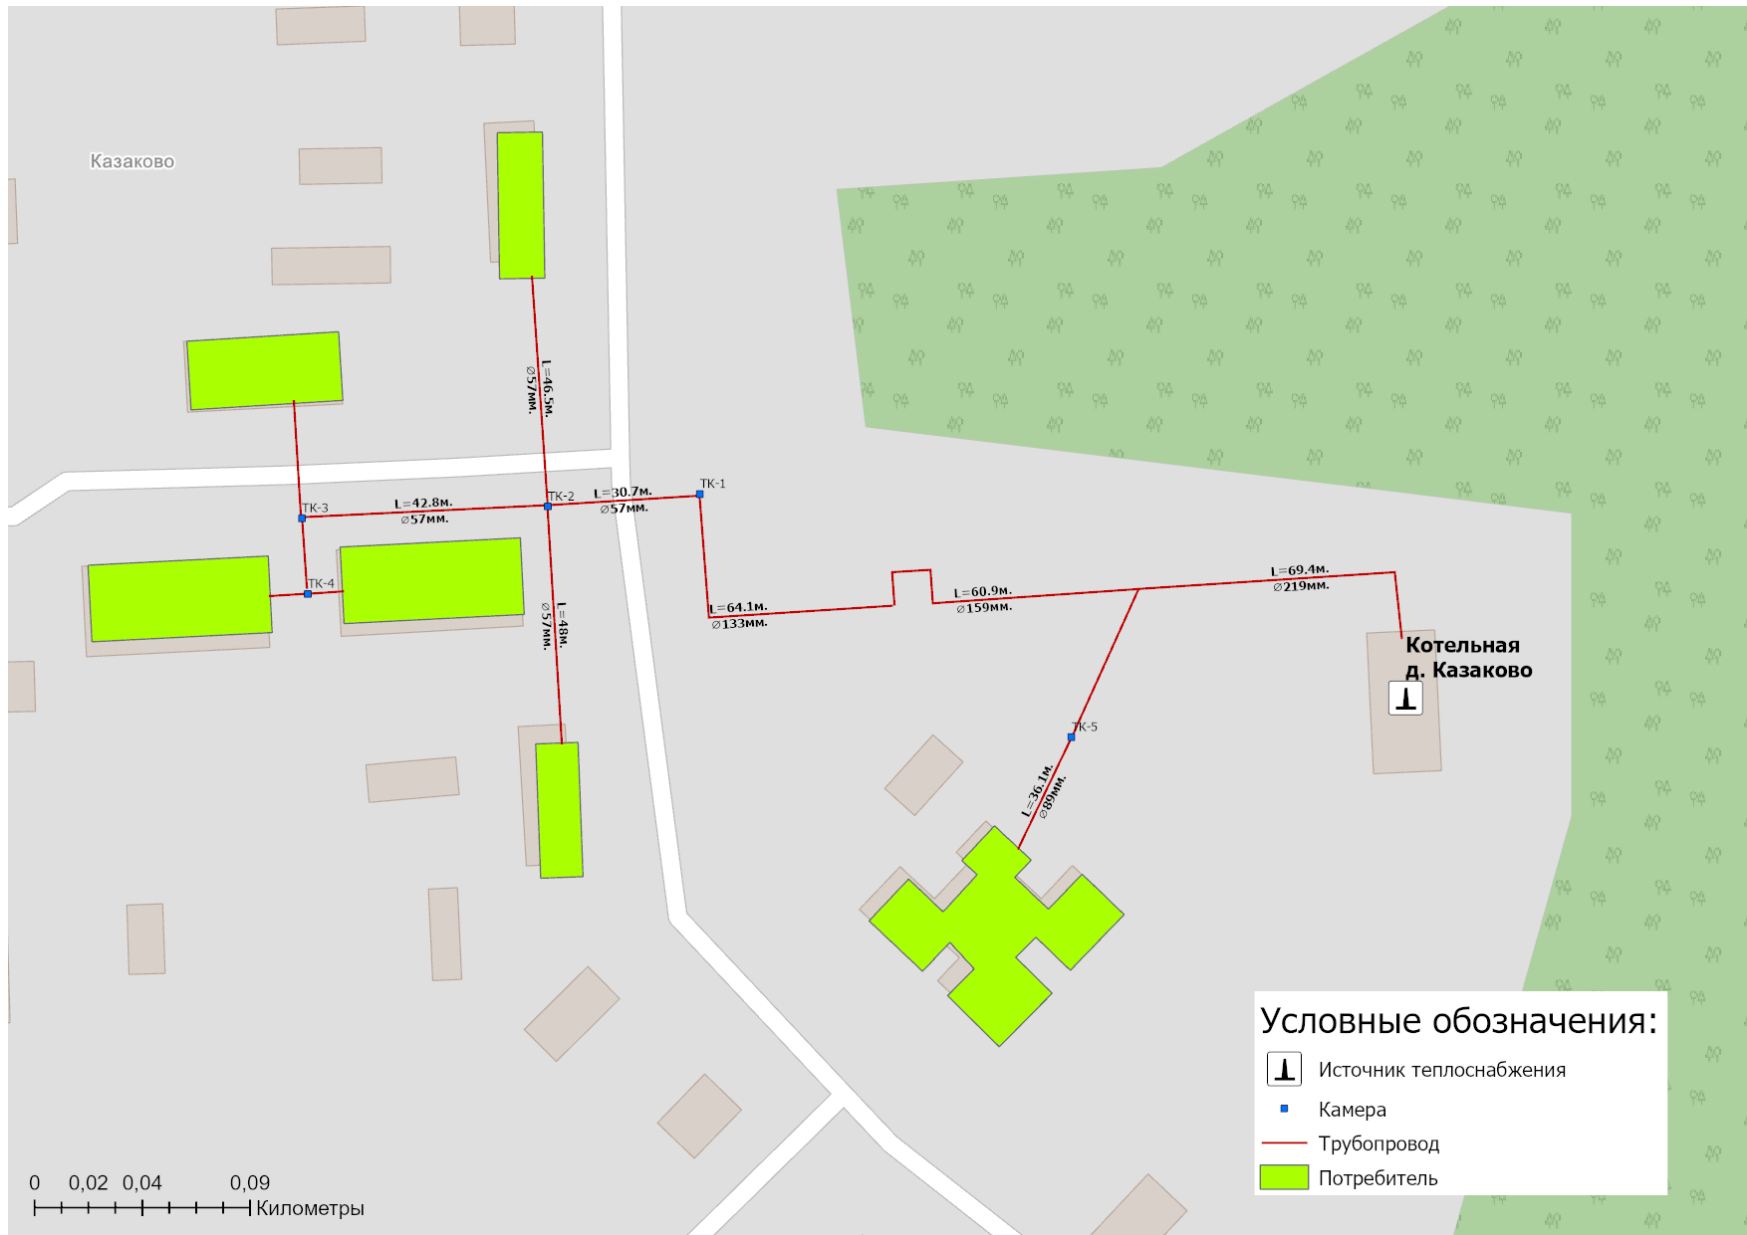 Казаково
L=46.5м.
∅57мм.
ТК-1
L=30.7м.
∅57мм.
ТК-2
L=42.8м.
∅57мм.
ТК-3
ТК-4
L=48м.
∅57мм.
L=64.1м.
∅133мм.
L=60.9м.
∅159мм.
L=69.4м.
∅219мм.
Котельная
д. Казаково
ТК-5
L=36.1м.
∅89мм.
Условные обозначения:
Источник теплоснабжения
Камера
Трубопровод
Потребитель
0 0,02 0,04 0,09
Километры